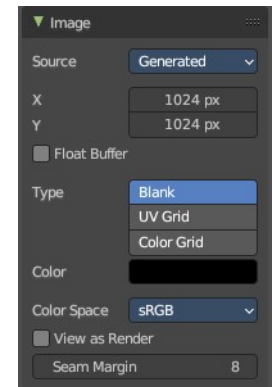 Image
Source Generated
X 1024 px
Y 1024 px
Float Buffer
Type Blank
UV Grid
Color Grid
Color
Color Space sRGB
View as Render
Seam Margin 8